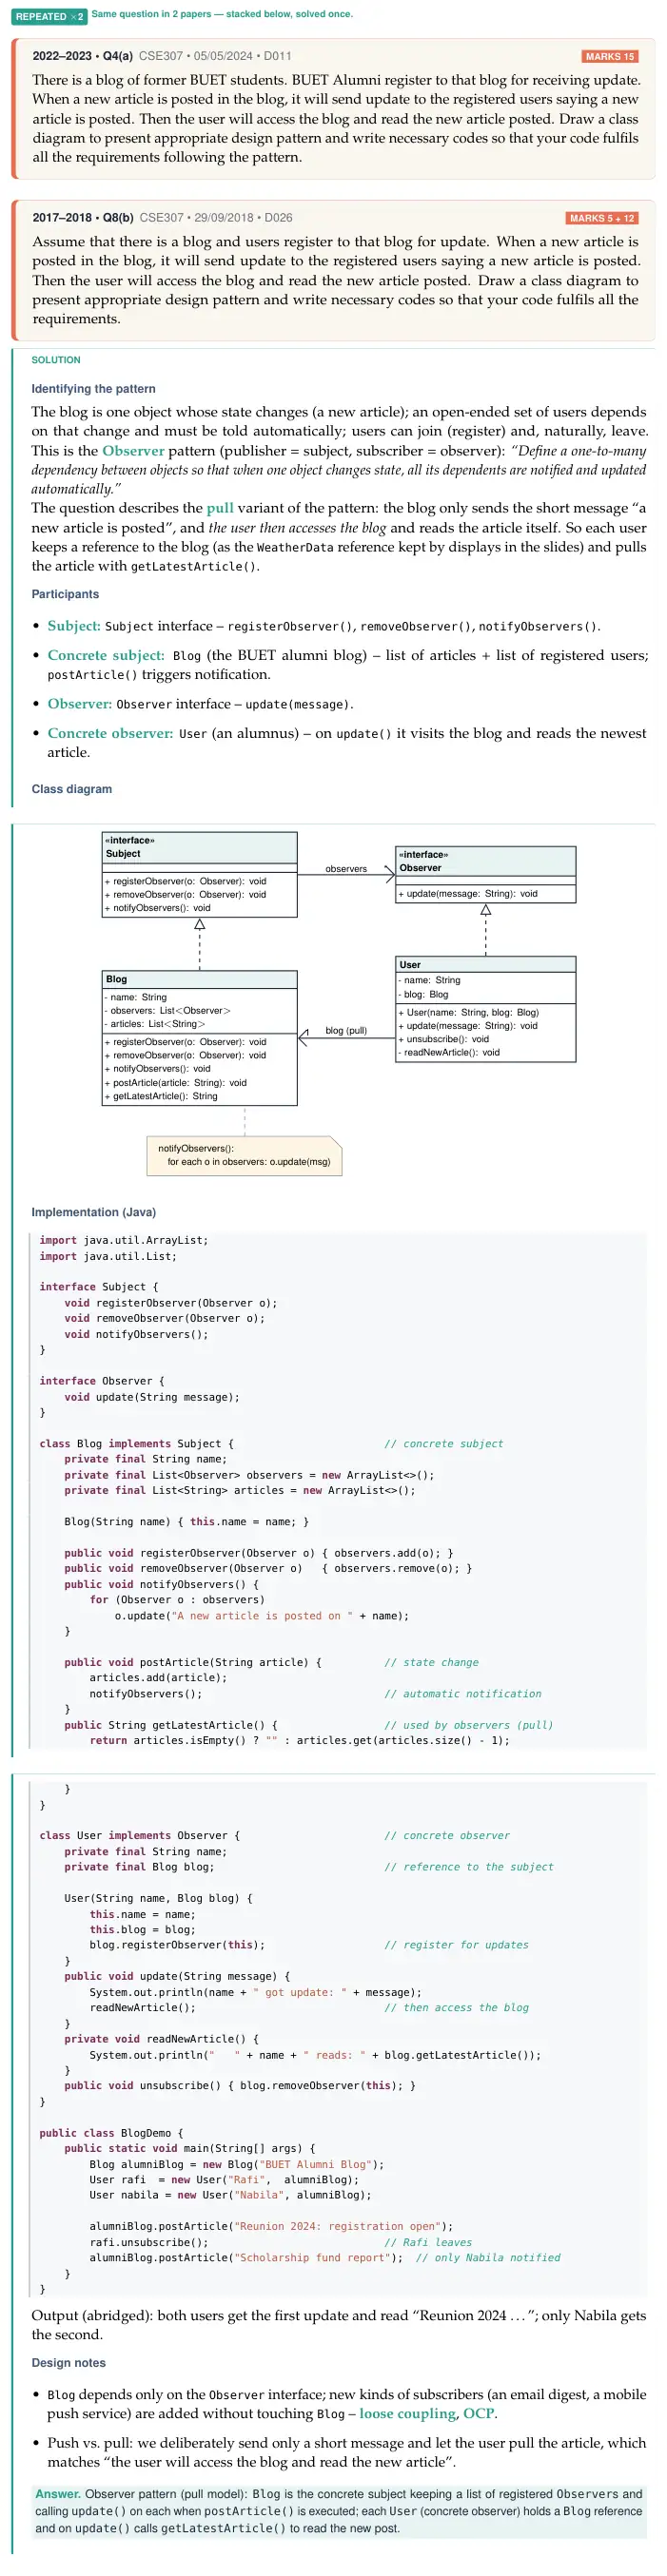 REPEATED ×2 Same question in 2 papers — stacked below, solved once.
2022–2023 • Q4(a) CSE307 • 05/05/2024 • D011 MARKS 15
There is a blog of former BUET students. BUET Alumni register to that blog for receiving update.
When a new article is posted in the blog, it will send update to the registered users saying a new
article is posted. Then the user will access the blog and read the new article posted. Draw a class
diagram to present appropriate design pattern and write necessary codes so that your code fulfils
all the requirements following the pattern.
2017–2018 • Q8(b) CSE307 • 29/09/2018 • D026 MARKS 5 + 12
Assume that there is a blog and users register to that blog for update. When a new article is
posted in the blog, it will send update to the registered users saying a new article is posted.
Then the user will access the blog and read the new article posted. Draw a class diagram to
present appropriate design pattern and write necessary codes so that your code fulfils all the
requirements.
SOLUTION
Identifying the pattern
The blog is one object whose state changes (a new article); an open-ended set of users depends
on that change and must be told automatically; users can join (register) and, naturally, leave.
This is the Observer pattern (publisher = subject, subscriber = observer): “Define a one-to-many
dependency between objects so that when one object changes state, all its dependents are notified and updated
automatically.”
The question describes the pull variant of the pattern: the blog only sends the short message “a
new article is posted”, and the user then accesses the blog and reads the article itself. So each user
keeps a reference to the blog (as the WeatherData reference kept by displays in the slides) and pulls
the article with getLatestArticle().
Participants
• Subject: Subject interface – registerObserver(), removeObserver(), notifyObservers().
• Concrete subject: Blog (the BUET alumni blog) – list of articles + list of registered users;
postArticle() triggers notification.
• Observer: Observer interface – update(message).
• Concrete observer: User (an alumnus) – on update() it visits the blog and reads the newest
article.
Class diagram
«interface»
Subject
+ registerObserver(o: Observer): void
+ removeObserver(o: Observer): void
+ notifyObservers(): void
observers
«interface»
Observer
+ update(message: String): void
Blog
- name: String
- observers: List<Observer>
- articles: List<String>
+ registerObserver(o: Observer): void
+ removeObserver(o: Observer): void
+ notifyObservers(): void
+ postArticle(article: String): void
+ getLatestArticle(): String
blog (pull)
User
- name: String
- blog: Blog
+ User(name: String, blog: Blog)
+ update(message: String): void
+ unsubscribe(): void
- readNewArticle(): void
notifyObservers():
for each o in observers: o.update(msg)
Implementation (Java)
import java.util.ArrayList;
import java.util.List;
interface Subject {
    void registerObserver(Observer o);
    void removeObserver(Observer o);
    void notifyObservers();
}
interface Observer {
    void update(String message);
}
class Blog implements Subject { // concrete subject
    private final String name;
    private final List<Observer> observers = new ArrayList<>();
    private final List<String> articles = new ArrayList<>();
    Blog(String name) { this.name = name; }
    public void registerObserver(Observer o) { observers.add(o); }
    public void removeObserver(Observer o) { observers.remove(o); }
    public void notifyObservers() {
        for (Observer o : observers)
            o.update("A new article is posted on " + name);
    }
    public void postArticle(String article) { // state change
        articles.add(article);
        notifyObservers(); // automatic notification
    }
    public String getLatestArticle() { // used by observers (pull)
        return articles.isEmpty() ? "" : articles.get(articles.size() - 1);
    }
}
class User implements Observer { // concrete observer
    private final String name;
    private final Blog blog; // reference to the subject
    User(String name, Blog blog) {
        this.name = name;
        this.blog = blog;
        blog.registerObserver(this); // register for updates
    }
    public void update(String message) {
        System.out.println(name + " got update: " + message);
        readNewArticle(); // then access the blog
    }
    private void readNewArticle() {
        System.out.println("   " + name + " reads: " + blog.getLatestArticle());
    }
    public void unsubscribe() { blog.removeObserver(this); }
}
public class BlogDemo {
    public static void main(String[] args) {
        Blog alumniBlog = new Blog("BUET Alumni Blog");
        User rafi = new User("Rafi", alumniBlog);
        User nabila = new User("Nabila", alumniBlog);
        alumniBlog.postArticle("Reunion 2024: registration open");
        rafi.unsubscribe(); // Rafi leaves
        alumniBlog.postArticle("Scholarship fund report"); // only Nabila notified
    }
}
Output (abridged): both users get the first update and read “Reunion 2024 …”; only Nabila gets
the second.
Design notes
• Blog depends only on the Observer interface; new kinds of subscribers (an email digest, a mobile
push service) are added without touching Blog – loose coupling, OCP.
• Push vs. pull: we deliberately send only a short message and let the user pull the article, which
matches “the user will access the blog and read the new article”.
Answer. Observer pattern (pull model): Blog is the concrete subject keeping a list of registered Observers and
calling update() on each when postArticle() is executed; each User (concrete observer) holds a Blog reference
and on update() calls getLatestArticle() to read the new post.